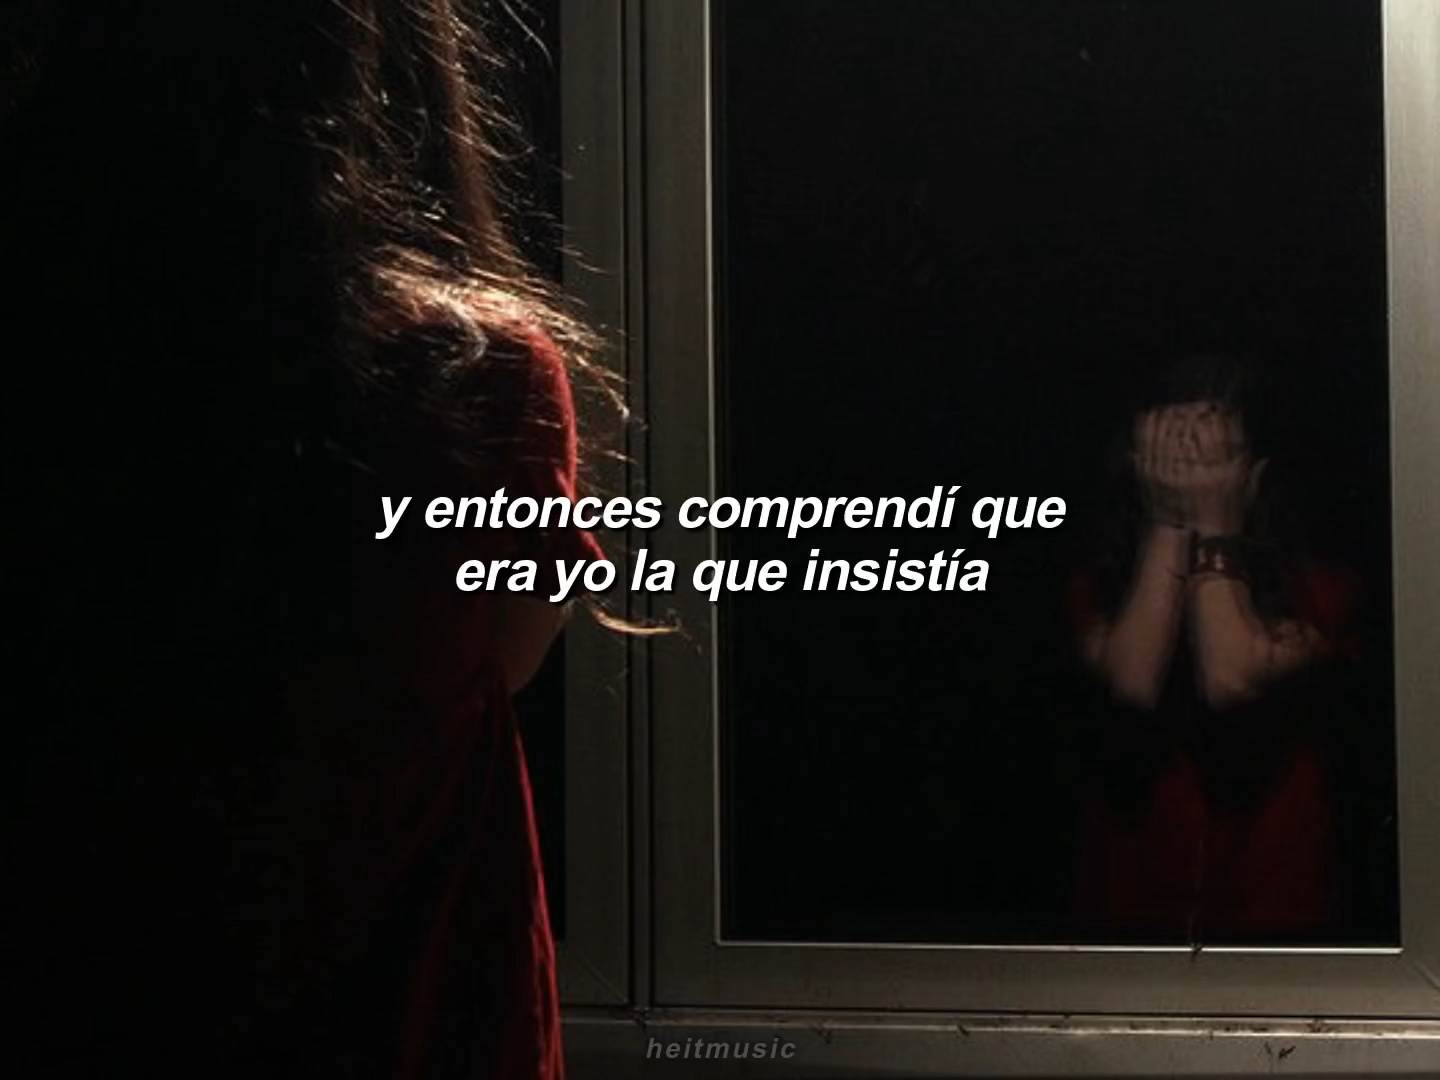 y entonces comprendí que
era yo la que insistía
heitmusic